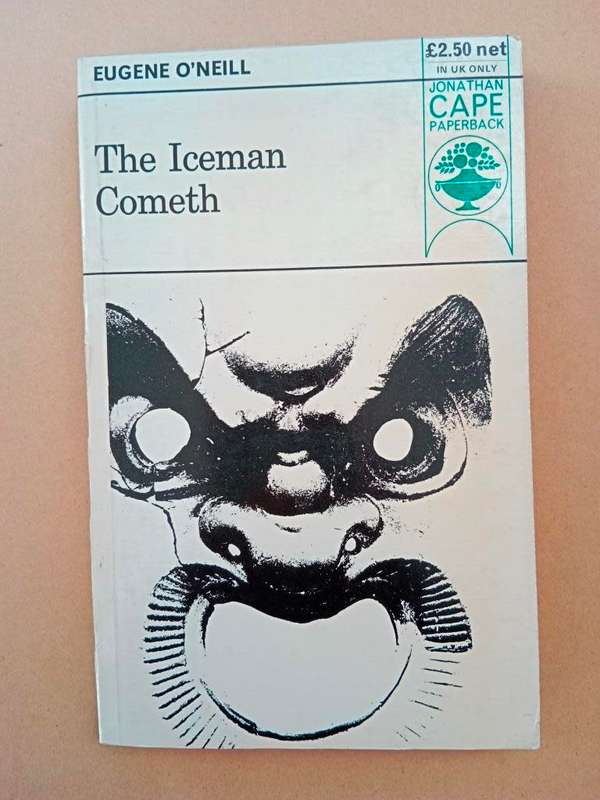 EUGENE O'NEILL
£2.50 net
IN UK ONLY
JONATHAN
CAPE
PAPERBACK
The Iceman
Cometh